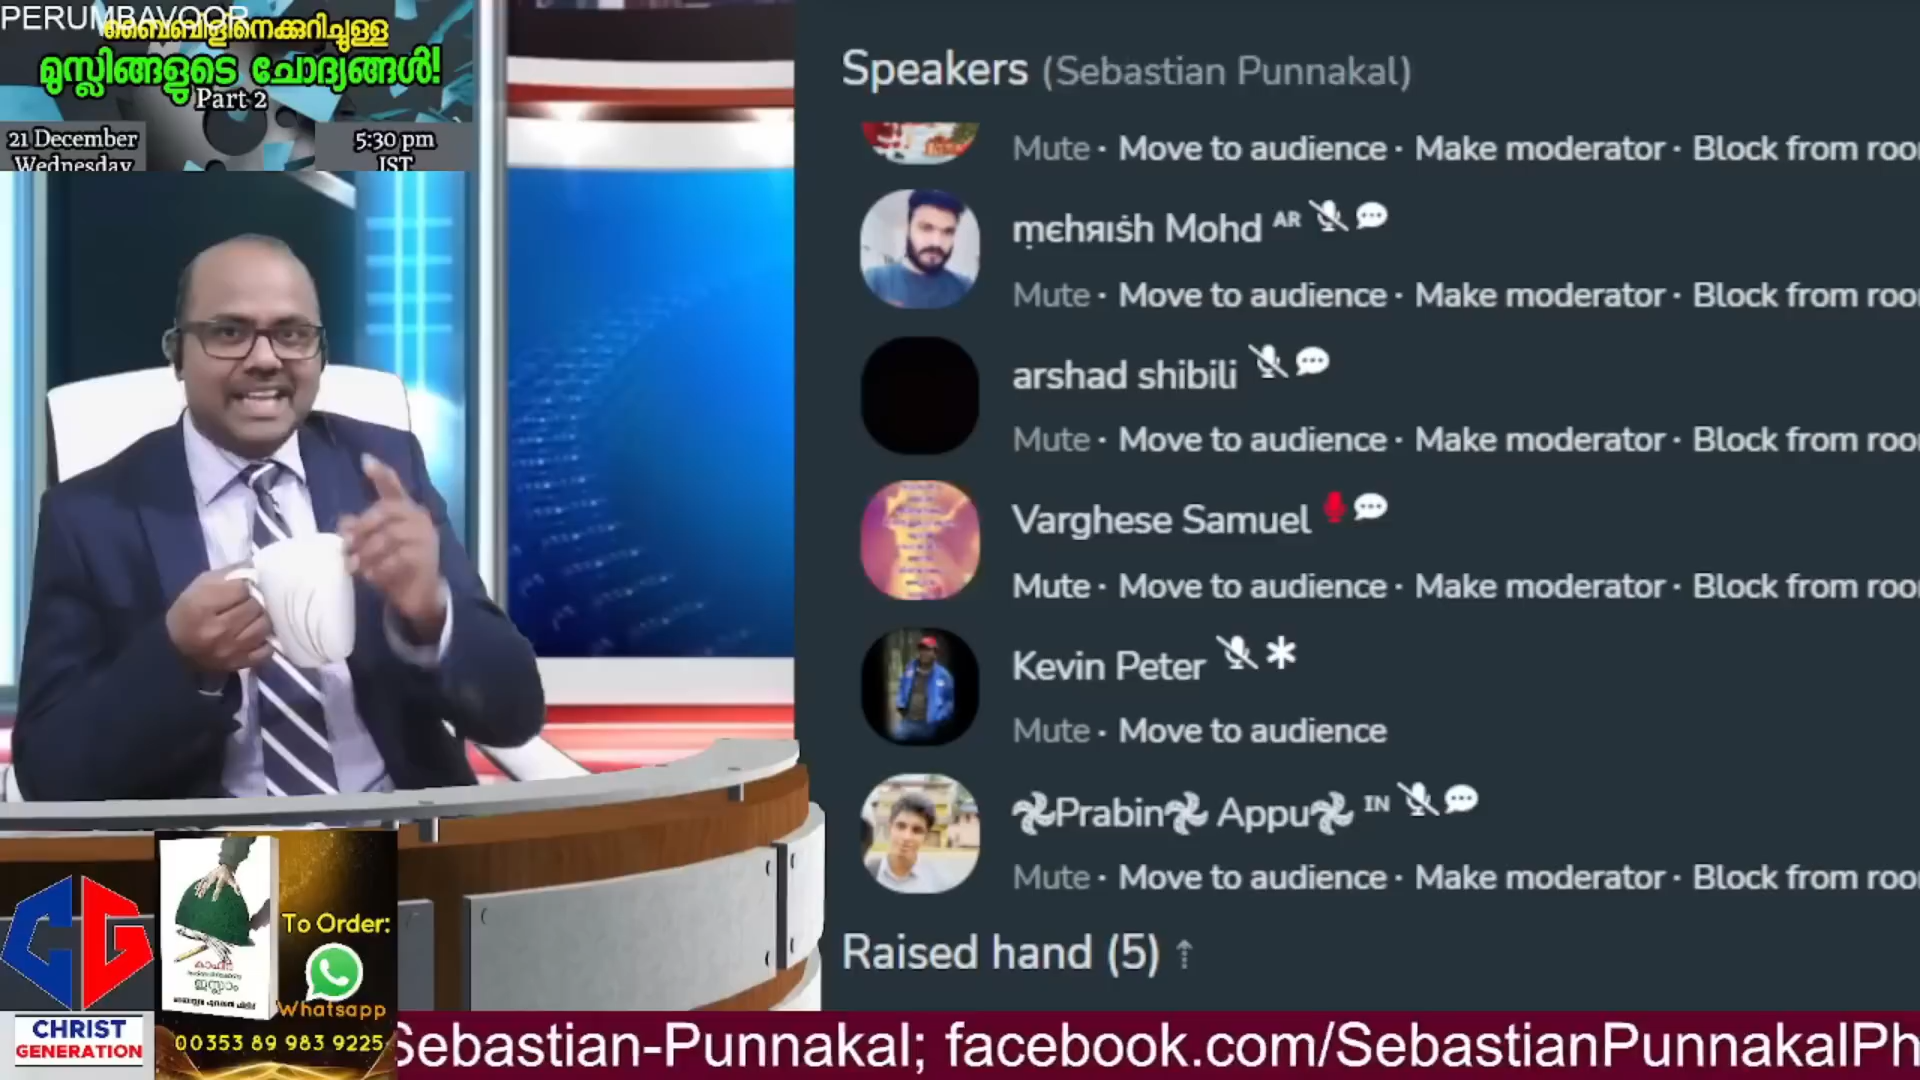 PERUMBAVOOR
ബൈബിളിനെക്കുറിച്ചുള്ള
മുസ്ലിങ്ങളുടെ ചോദ്യങ്ങൾ!
Part 2
21 December
Wednesday
5:30 pm
IST
Speakers (Sebastian Punnakal)
Mute · Move to audience · Make moderator · Block from roo
ṃєhяıṡh Mohd AR
Mute · Move to audience · Make moderator · Block from roo
arshad shibili
Mute · Move to audience · Make moderator · Block from roo
Varghese Samuel
Mute · Move to audience · Make moderator · Block from roo
Kevin Peter
Mute · Move to audience
Prabin Appu IN
Mute · Move to audience · Make moderator · Block from roo
Raised hand (5)
CG
CHRIST
GENERATION
ഇസ്ലാം
To Order:
Whatsapp
00353 89 983 9225
Sebastian-Punnakal; facebook.com/SebastianPunnakalPh